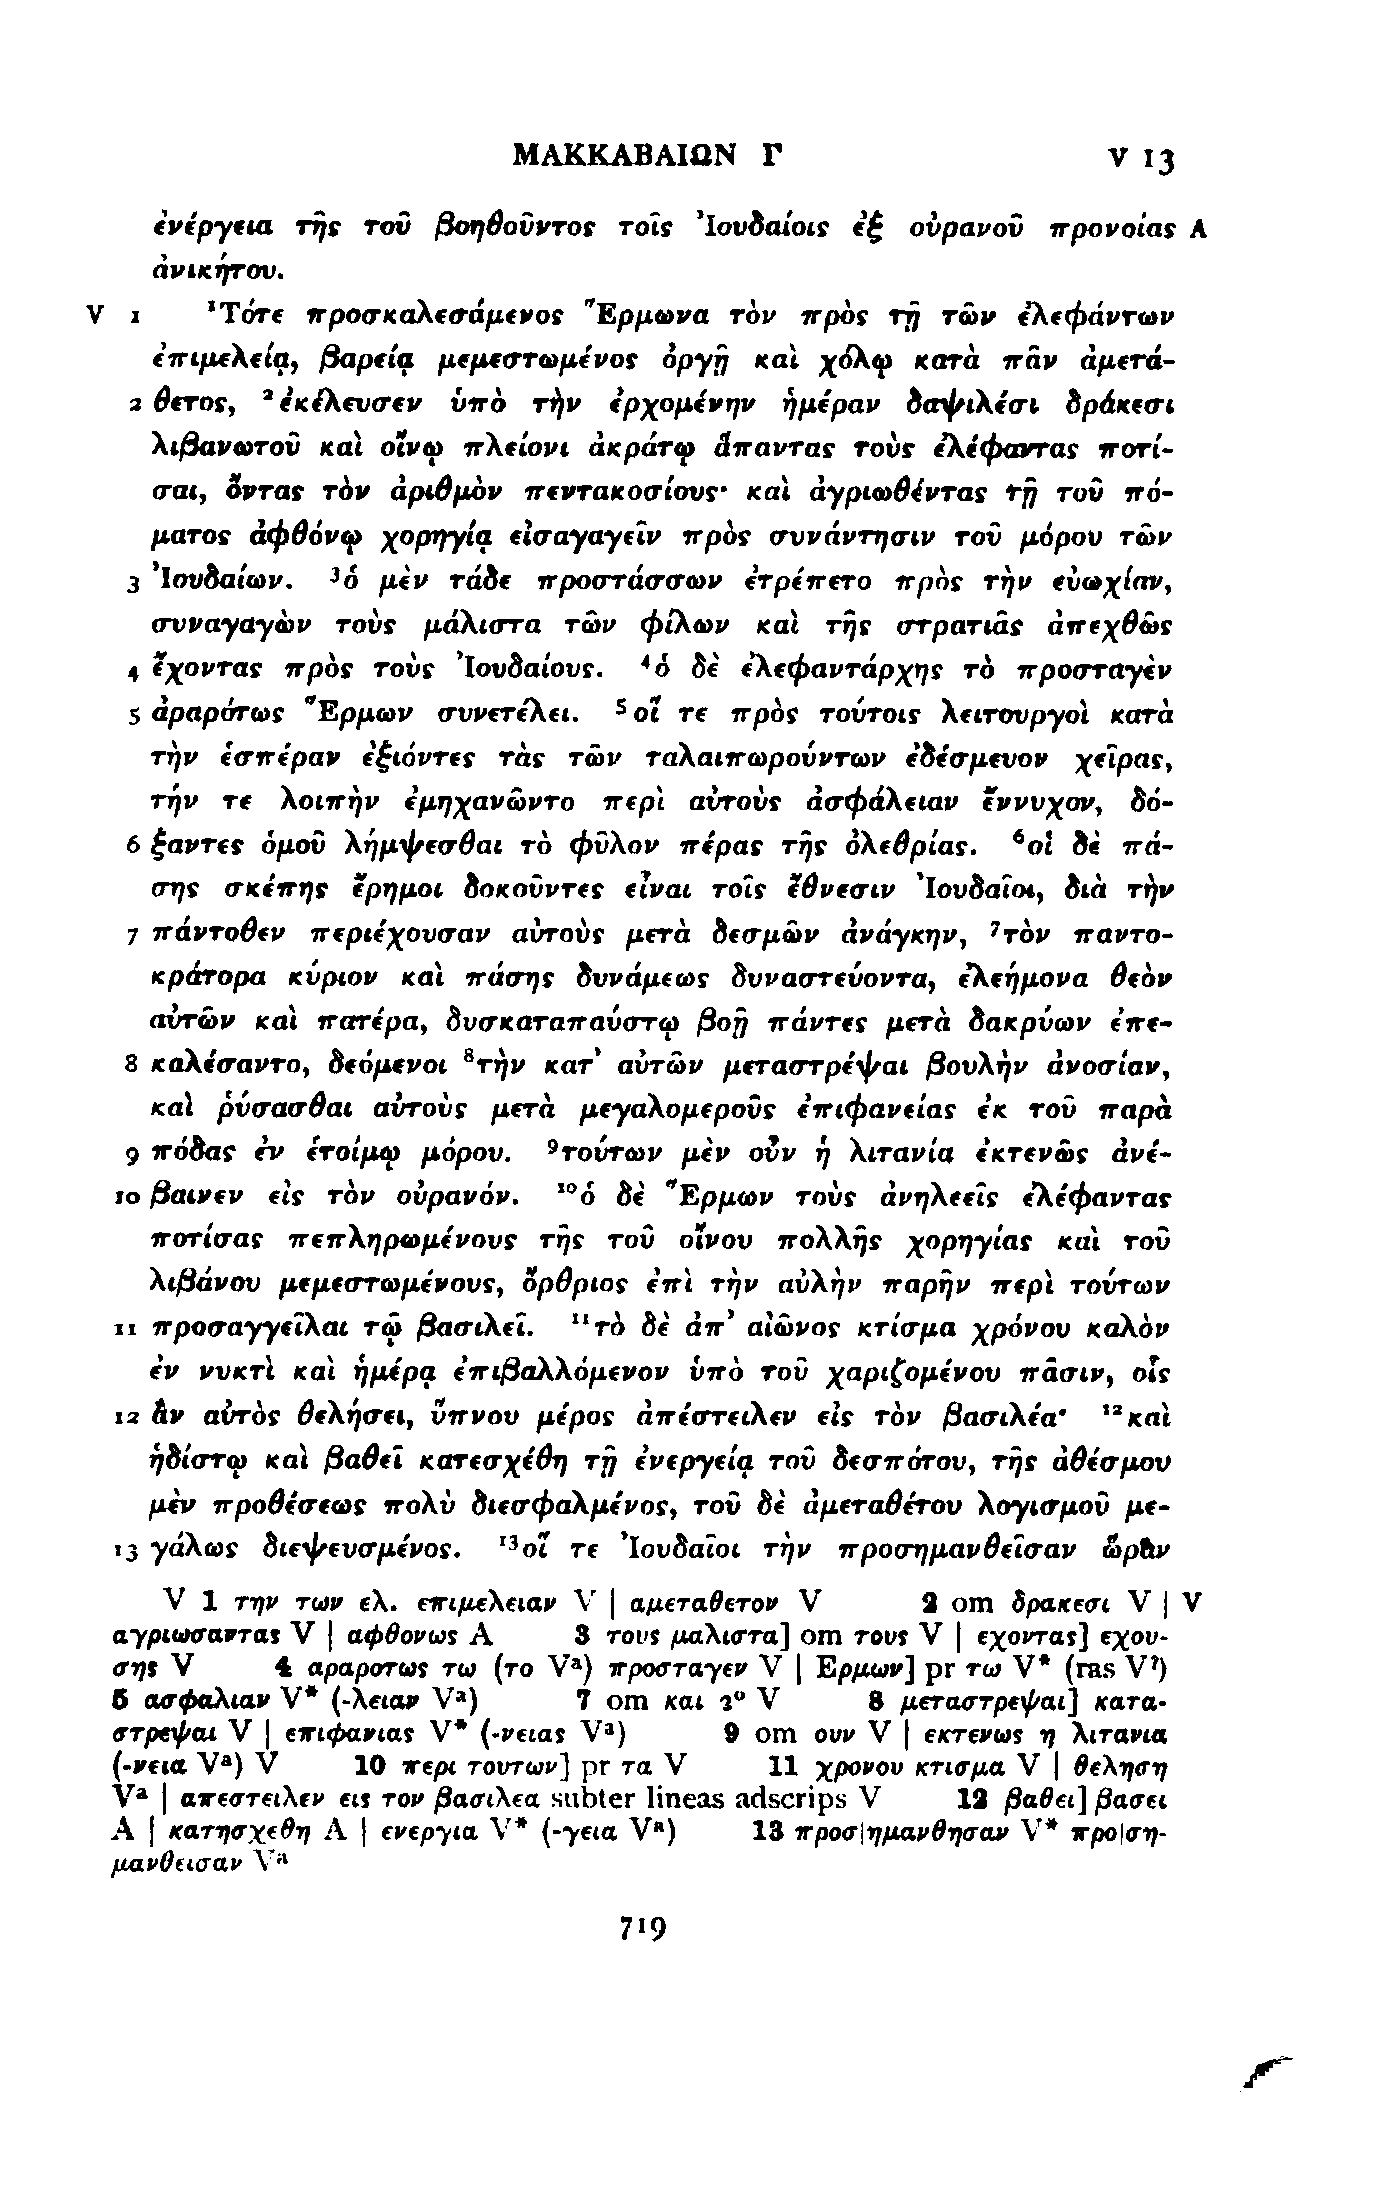 ΜΑΚΚΑΒΑΙΩΝ Γ V 13
ἐνέργεια τῆς τοῦ βοηθοῦντος τοῖς Ἰουδαίοις ἐξ οὐρανοῦ προνοίας A
ἀνικήτου.
V 1 ¹Τότε προσκαλεσάμενος Ἕρμωνα τὸν πρὸς τῇ τῶν ἐλεφάντων
ἐπιμελείᾳ, βαρείᾳ μεμεστωμένος ὀργῇ καὶ χόλῳ κατὰ πᾶν ἀμετά-
2 θετος, ²ἐκέλευσεν ὑπὸ τὴν ἐρχομένην ἡμέραν δαψιλέσι δράκεσι
λιβανωτοῦ καὶ οἴνῳ πλείονι ἀκράτῳ ἅπαντας τοὺς ἐλέφαντας ποτί-
σαι, ὄντας τὸν ἀριθμὸν πεντακοσίους· καὶ ἀγριωθέντας τῇ τοῦ πό-
ματος ἀφθόνῳ χορηγίᾳ εἰσαγαγεῖν πρὸς συνάντησιν τοῦ μόρου τῶν
3 Ἰουδαίων. ³ὁ μὲν τάδε προστάσσων ἐτρέπετο πρὸς τὴν εὐωχίαν,
συναγαγὼν τοὺς μάλιστα τῶν φίλων καὶ τῆς στρατιᾶς ἀπεχθῶς
4 ἔχοντας πρὸς τοὺς Ἰουδαίους. ⁴ὁ δὲ ἐλεφαντάρχης τὸ προσταγὲν
5 ἀραρότως Ἕρμων συνετέλει. ⁵οἵ τε πρὸς τούτοις λειτουργοὶ κατὰ
τὴν ἑσπέραν ἐξιόντες τὰς τῶν ταλαιπωρούντων ἐδέσμευον χεῖρας,
τήν τε λοιπὴν ἐμηχανῶντο περὶ αὐτοὺς ἀσφάλειαν ἔννυχον, δό-
6 ξαντες ὁμοῦ λήμψεσθαι τὸ φῦλον πέρας τῆς ὀλεθρίας. ⁶οἱ δὲ πά-
σης σκέπης ἔρημοι δοκοῦντες εἶναι τοῖς ἔθνεσιν Ἰουδαῖοι, διὰ τὴν
7 πάντοθεν περιέχουσαν αὐτοὺς μετὰ δεσμῶν ἀνάγκην, ⁷τὸν παντο-
κράτορα κύριον καὶ πάσης δυνάμεως δυναστεύοντα, ἐλεήμονα θεὸν
αὐτῶν καὶ πατέρα, δυσκαταπαύστῳ βοῇ πάντες μετὰ δακρύων ἐπε-
8 καλέσαντο, δεόμενοι ⁸τὴν κατ’ αὐτῶν μεταστρέψαι βουλὴν ἀνοσίαν,
καὶ ῥύσασθαι αὐτοὺς μετὰ μεγαλομεροῦς ἐπιφανείας ἐκ τοῦ παρὰ
9 πόδας ἐν ἑτοίμῳ μόρου. ⁹τούτων μὲν οὖν ἡ λιτανία ἐκτενῶς ἀνέ-
10 βαινεν εἰς τὸν οὐρανόν. ¹⁰ὁ δὲ Ἕρμων τοὺς ἀνηλεεῖς ἐλέφαντας
ποτίσας πεπληρωμένους τῆς τοῦ οἴνου πολλῆς χορηγίας καὶ τοῦ
λιβάνου μεμεστωμένους, ὄρθριος ἐπὶ τὴν αὐλὴν παρῆν περὶ τούτων
11 προσαγγεῖλαι τῷ βασιλεῖ. ¹¹τὸ δὲ ἀπ’ αἰῶνος κτίσμα χρόνου καλὸν
ἐν νυκτὶ καὶ ἡμέρᾳ ἐπιβαλλόμενον ὑπὸ τοῦ χαριζομένου πᾶσιν, οἷς
12 ἂν αὐτὸς θελήσει, ὕπνου μέρος ἀπέστειλεν εἰς τὸν βασιλέα· ¹²καὶ
ἡδίστῳ καὶ βαθεῖ κατεσχέθη τῇ ἐνεργείᾳ τοῦ δεσπότου, τῆς ἀθέσμου
μὲν προθέσεως πολὺ διεσφαλμένος, τοῦ δὲ ἀμεταθέτου λογισμοῦ με-
13 γάλως διεψευσμένος. ¹³οἵ τε Ἰουδαῖοι τὴν προσημανθεῖσαν ὥραν
V 1 την των ελ. επιμελειαν V | αμεταθετον V 2 om δρακεσι V | V
αγριωσαντας V | αφθονως A 3 τους μαλιστα] om τους V | εχοντας] εχου-
σης V 4 αραροτως τω (το Vᵃ) προσταγεν V | Ερμων] pr τω V* (ras V?)
5 ασφαλιαν V* (-λειαν Vᵃ) 7 om και 2° V 8 μεταστρεψαι] κατα-
στρεψαι V | επιφανιας V* (-νειας Vᵃ) 9 om ουν V | εκτενως η λιτανια
(-νεια Vᵃ) V 10 περι τουτων] pr τα V 11 χρονου κτισμα V | θεληση
Vᵃ | απεστειλεν εις τον βασιλεα subter lineas adscrips V 12 βαθει] βασει
A | κατησχεθη A | ενεργια V* (-γεια Vᵃ) 13 προσ|ημανθησαν V* προ|ση-
μανθεισαν Vᵃ
719